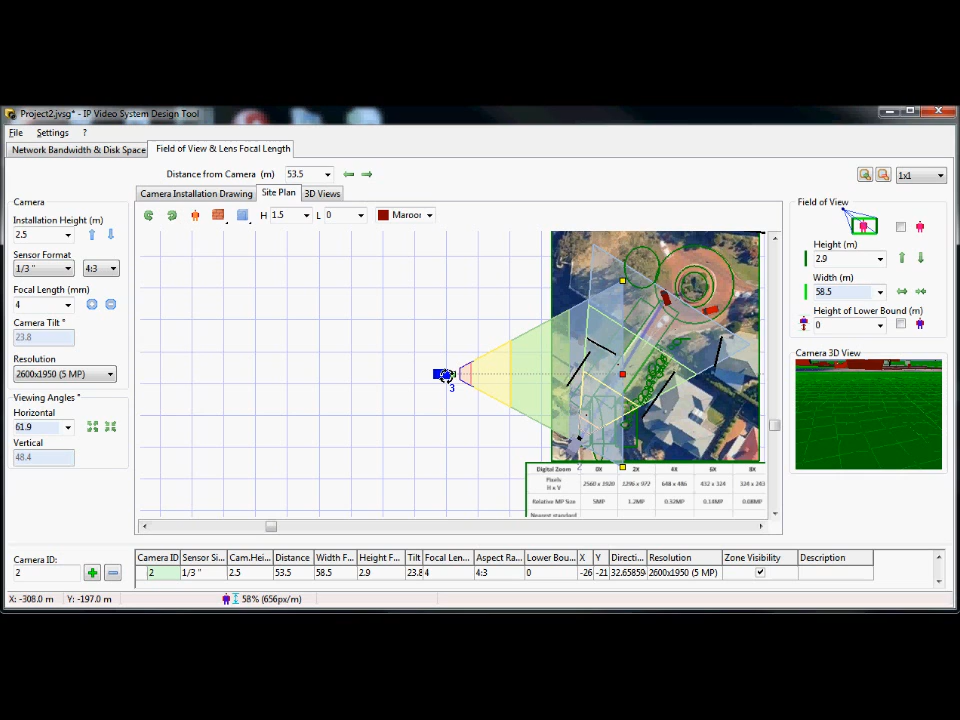 Project2.jvsg* - IP Video System Design Tool
File Settings ?
Network Bandwidth & Disk Space Field of View & Lens Focal Length
Distance from Camera (m) 53.5
1x1
Camera Installation Drawing Site Plan 3D Views
H 1.5 L 0 Maroon
Camera
Installation Height (m)
2.5
Sensor Format
1/3 " 4:3
Focal Length (mm)
4
Camera Tilt °
23.8
Resolution
2600x1950 (5 MP)
Viewing Angles °
Horizontal
61.9
Vertical
48.4
3
Digital Zoom 0X 2X 4X 6X 8X
Pixels
H x V
2560 x 1920 1296 x 972 648 x 486 432 x 324 324 x 243
Relative MP Size 5MP 1.2MP 0.32MP 0.14MP 0.08MP
Nearest standard
Field of View
Height (m)
2.9
Width (m)
58.5
Height of Lower Bound (m)
0
Camera 3D View
Camera ID:
2
Camera ID Sensor Si... Cam.Hei... Distance Width F... Height F... Tilt Focal Len... Aspect Ra... Lower Bou... X Y Directi... Resolution Zone Visibility Description
2 1/3 " 2.5 53.5 58.5 2.9 23.8 4 4:3 0 -26 -21 32.65859 2600x1950 (5 MP)
X: -308.0 m Y: -197.0 m 58% (656px/m)